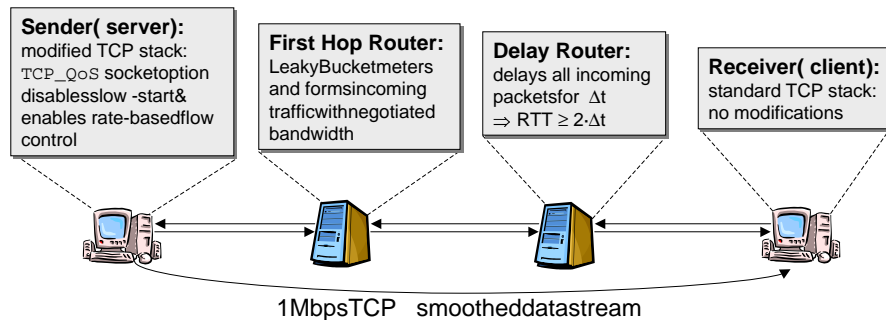 Sender( server):
modified TCP stack:
TCP_QoS socketoption
disablesslow -start&
enables rate-basedflow
control
First Hop Router:
LeakyBucketmeters
and formsincoming
trafficwithnegotiated
bandwidth
Delay Router:
delays all incoming
packetsfor Δt
⇒ RTT ≥ 2·Δt
Receiver( client):
standard TCP stack:
no modifications
1MbpsTCP smootheddatastream